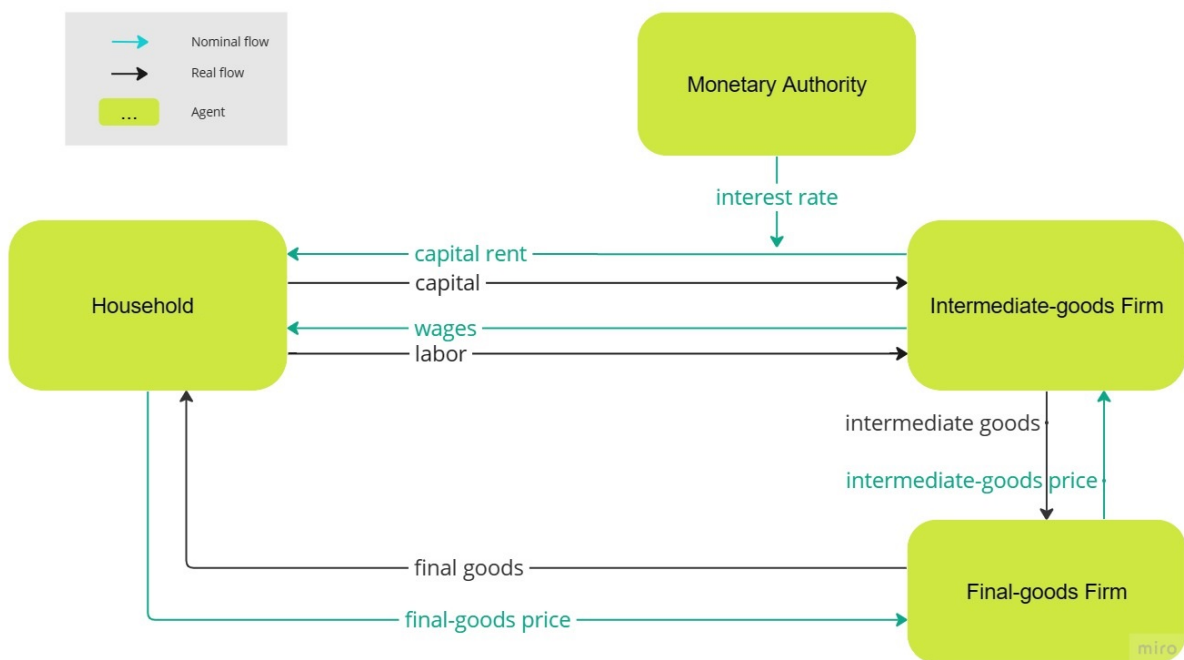 Nominal flow
Real flow
...
Agent
Monetary Authority
interest rate
capital rent
capital
Household
Intermediate-goods Firm
wages
labor
intermediate goods
intermediate-goods price
final goods
Final-goods Firm
final-goods price
miro